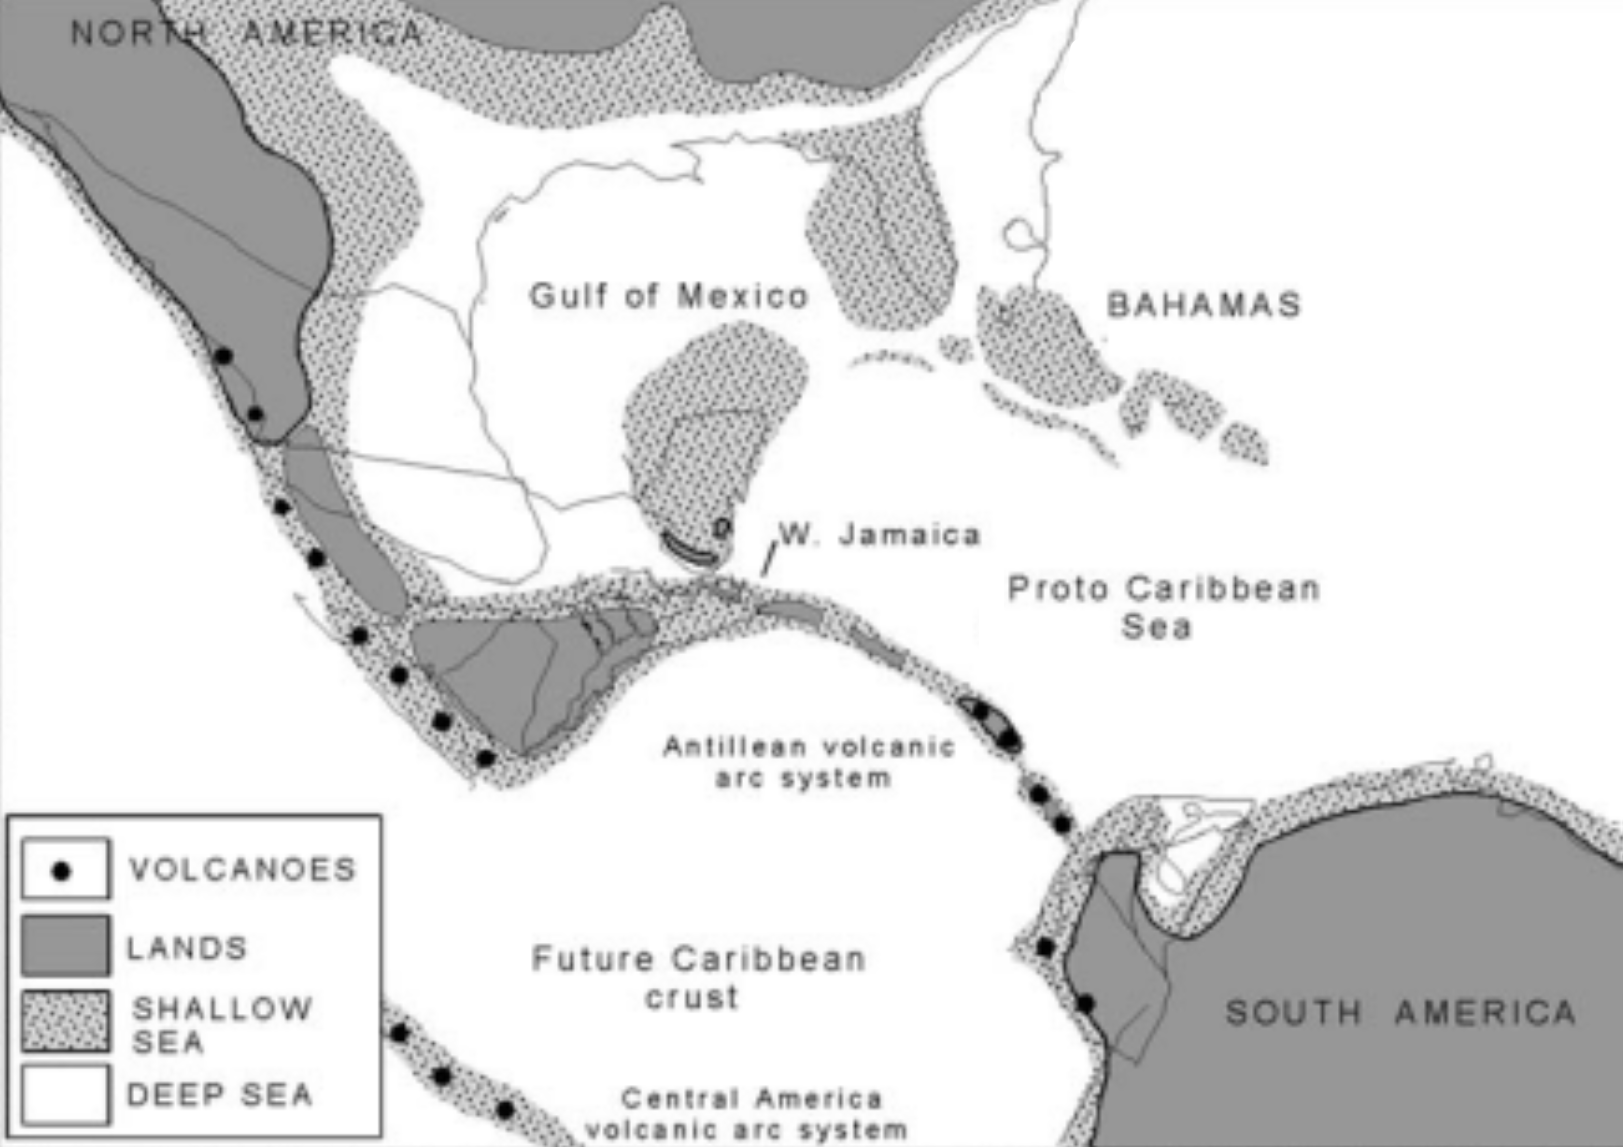 NORTH AMERICA
Gulf of Mexico
BAHAMAS
W. Jamaica
Proto Caribbean
Sea
Antillean volcanic
arc system
VOLCANOES
LANDS
SHALLOW
SEA
DEEP SEA
Future Caribbean
crust
SOUTH AMERICA
Central America
volcanic arc system